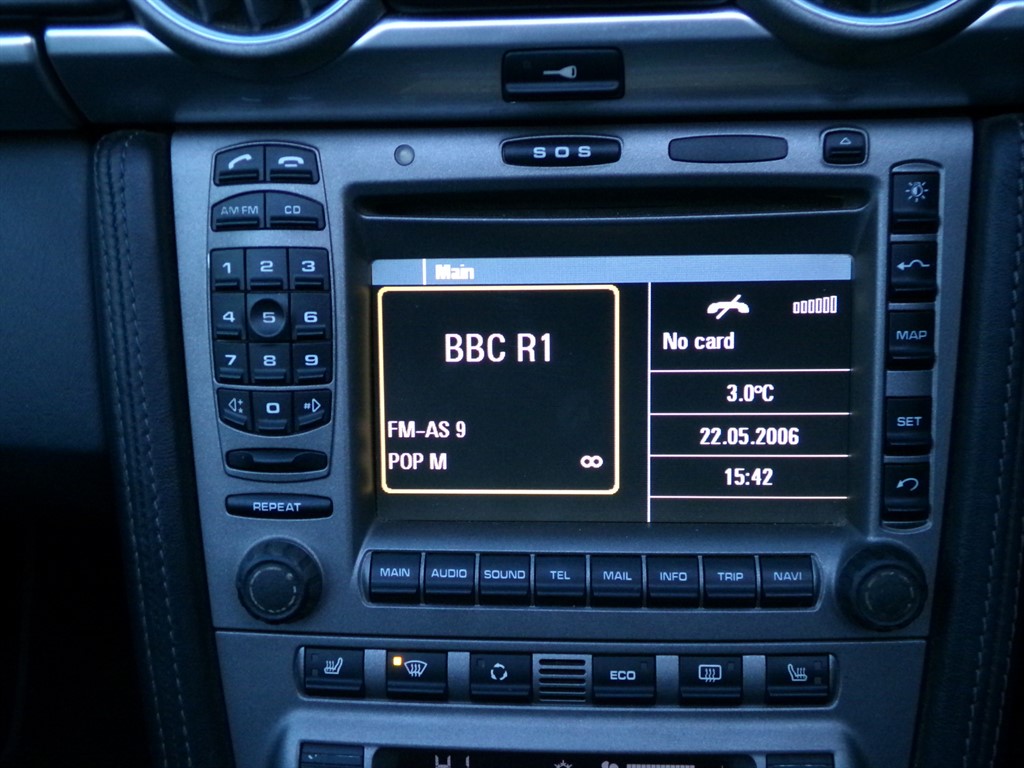 SOS
AM FM CD
1 2 3
4 5 6
7 8 9
0 #
REPEAT
Main
BBC R1
FM-AS 9
POP M ∞
No card
3.0°C
22.05.2006
15:42
MAP
SET
MAIN AUDIO SOUND TEL MAIL INFO TRIP NAVI
ECO